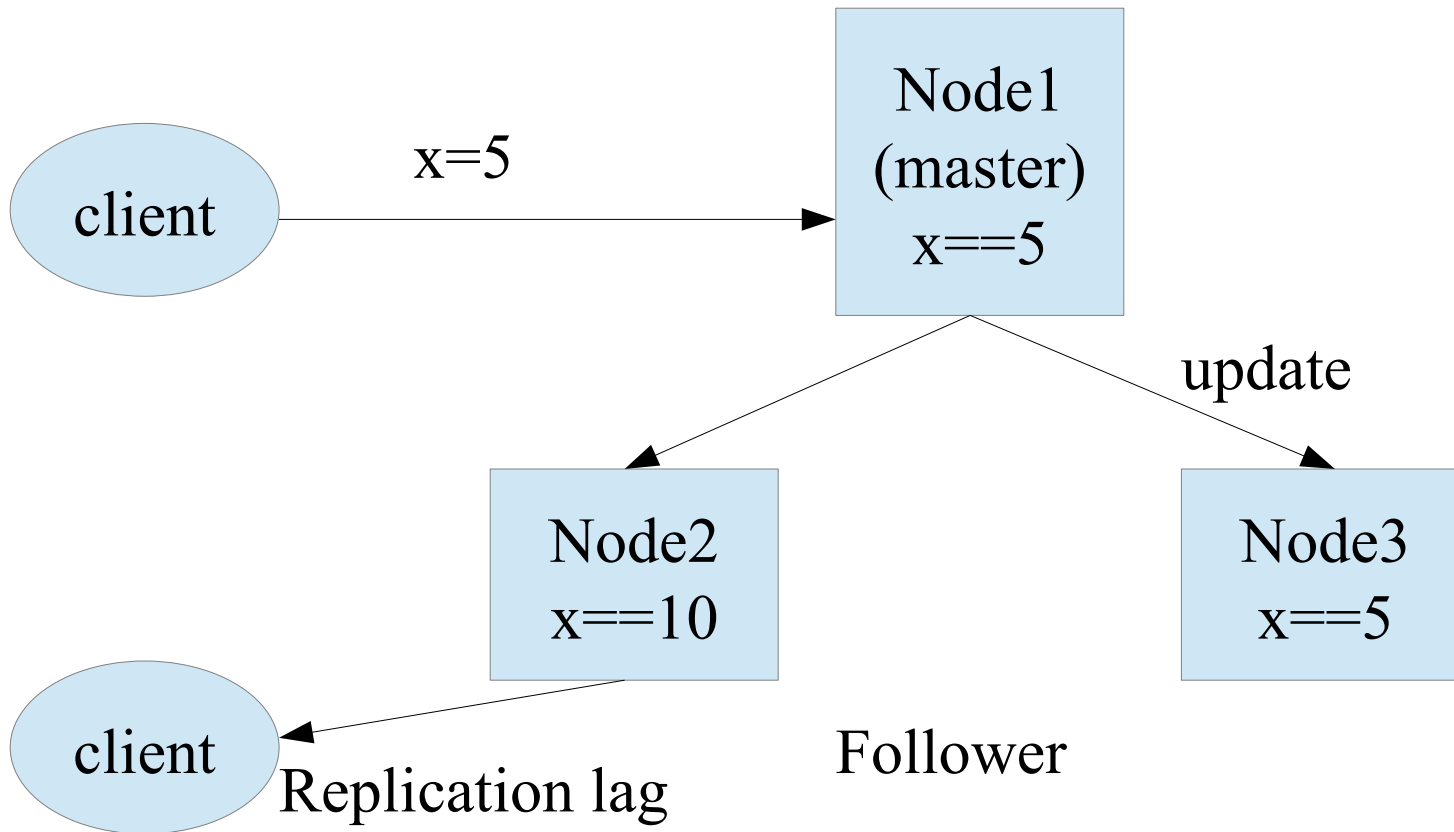 Node1
(master)
x==5
x=5
client
update
Node2
x==10
Node3
x==5
client
Replication lag
Follower